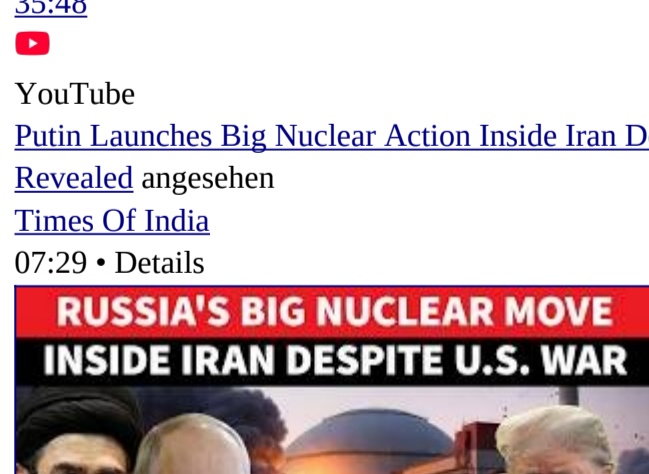 35:48
YouTube
Putin Launches Big Nuclear Action Inside Iran
Revealed angesehen
Times Of India
07:29 • Details
RUSSIA'S BIG NUCLEAR MOVE
INSIDE IRAN DESPITE U.S. WAR